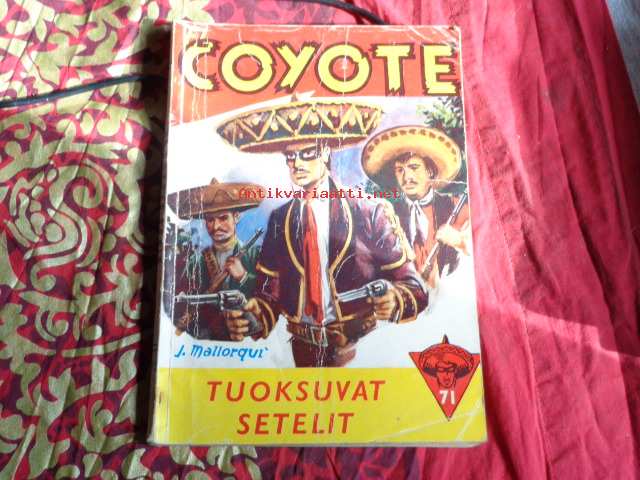 COYOTE
Antikvariaatti.net
J. Mallorqui
71
TUOKSUVAT
SETELIT